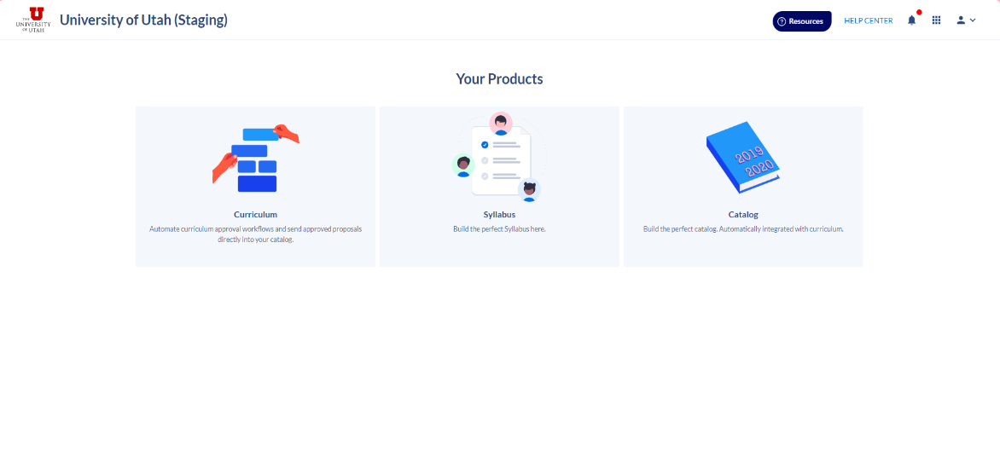 THE
UNIVERSITY
OF UTAH
University of Utah (Staging)
Resources
HELP CENTER
Your Products
2019
2020
Curriculum
Automate curriculum approval workflows and send approved proposals
directly into your catalog.
Syllabus
Build the perfect Syllabus here.
Catalog
Build the perfect catalog. Automatically integrated with curriculum.